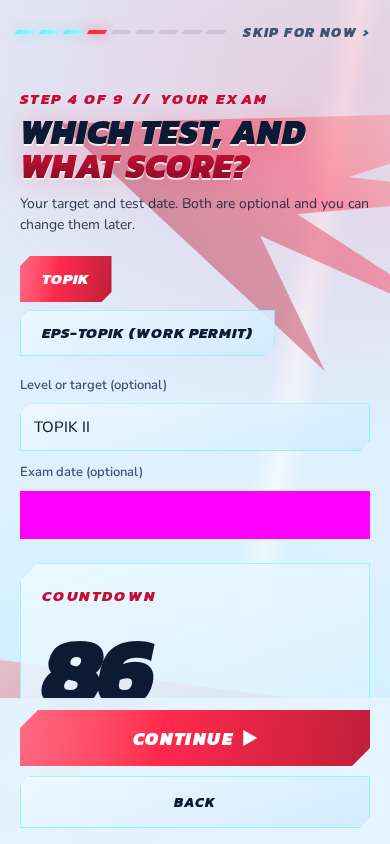 SKIP FOR NOW >
STEP 4 OF 9 // YOUR EXAM
WHICH TEST, AND
WHAT SCORE?
Your target and test date. Both are optional and you can
change them later.
TOPIK
EPS-TOPIK (WORK PERMIT)
Level or target (optional)
TOPIK II
Exam date (optional)
COUNTDOWN
86
CONTINUE ▶
BACK